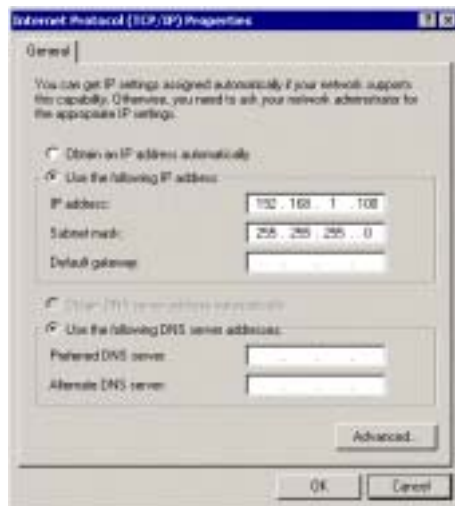 Internet Protocol (TCP/IP) Properties
General
You can get IP settings assigned automatically if your network supports
this capability. Otherwise, you need to ask your network administrator for
the appropriate IP settings.
Obtain an IP address automatically
Use the following IP address:
IP address: 192 . 168 . 1 . 100
Subnet mask: 255 . 255 . 255 . 0
Default gateway:
Obtain DNS server address automatically
Use the following DNS server addresses:
Preferred DNS server:
Alternate DNS server:
Advanced...
OK Cancel